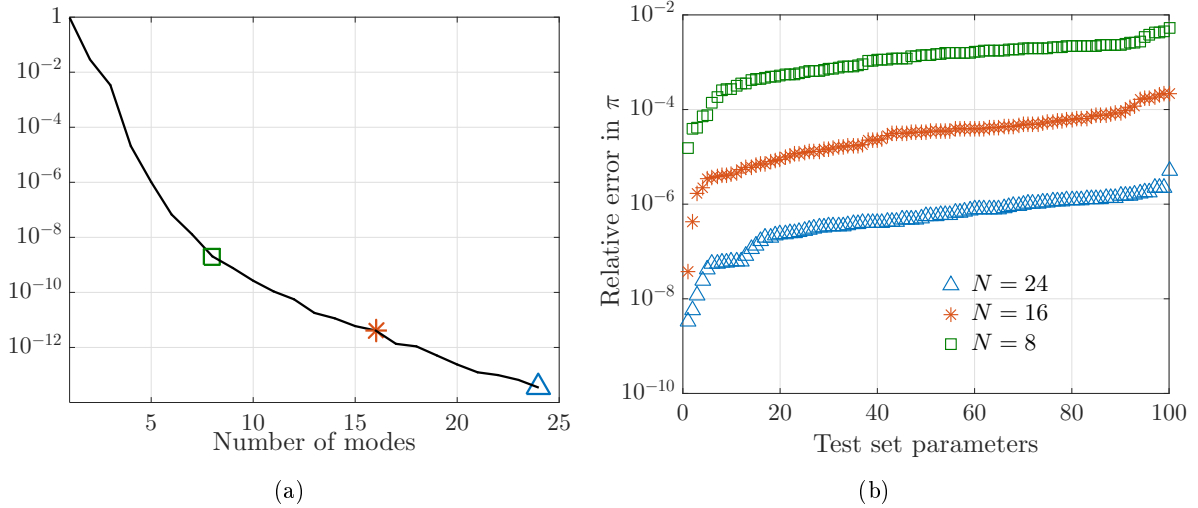 1
10^{-2}
10^{-4}
10^{-6}
10^{-8}
10^{-10}
10^{-12}
5
10
15
20
25
Number of modes
(a)
Relative error in π
10^{-2}
10^{-4}
10^{-6}
10^{-8}
10^{-10}
N = 24
N = 16
N = 8
0
20
40
60
80
100
Test set parameters
(b)